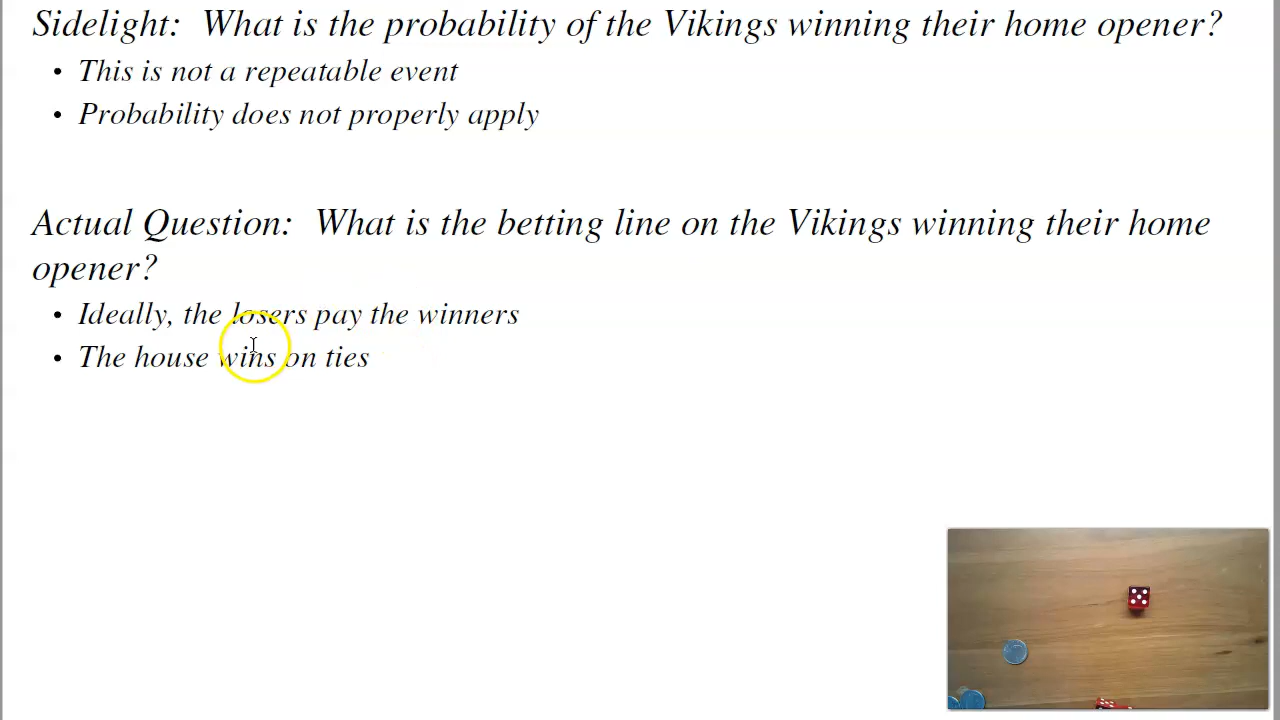 Sidelight: What is the probability of the Vikings winning their home opener?
• This is not a repeatable event
• Probability does not properly apply
Actual Question: What is the betting line on the Vikings winning their home
opener?
• Ideally, the losers pay the winners
• The house wins on ties